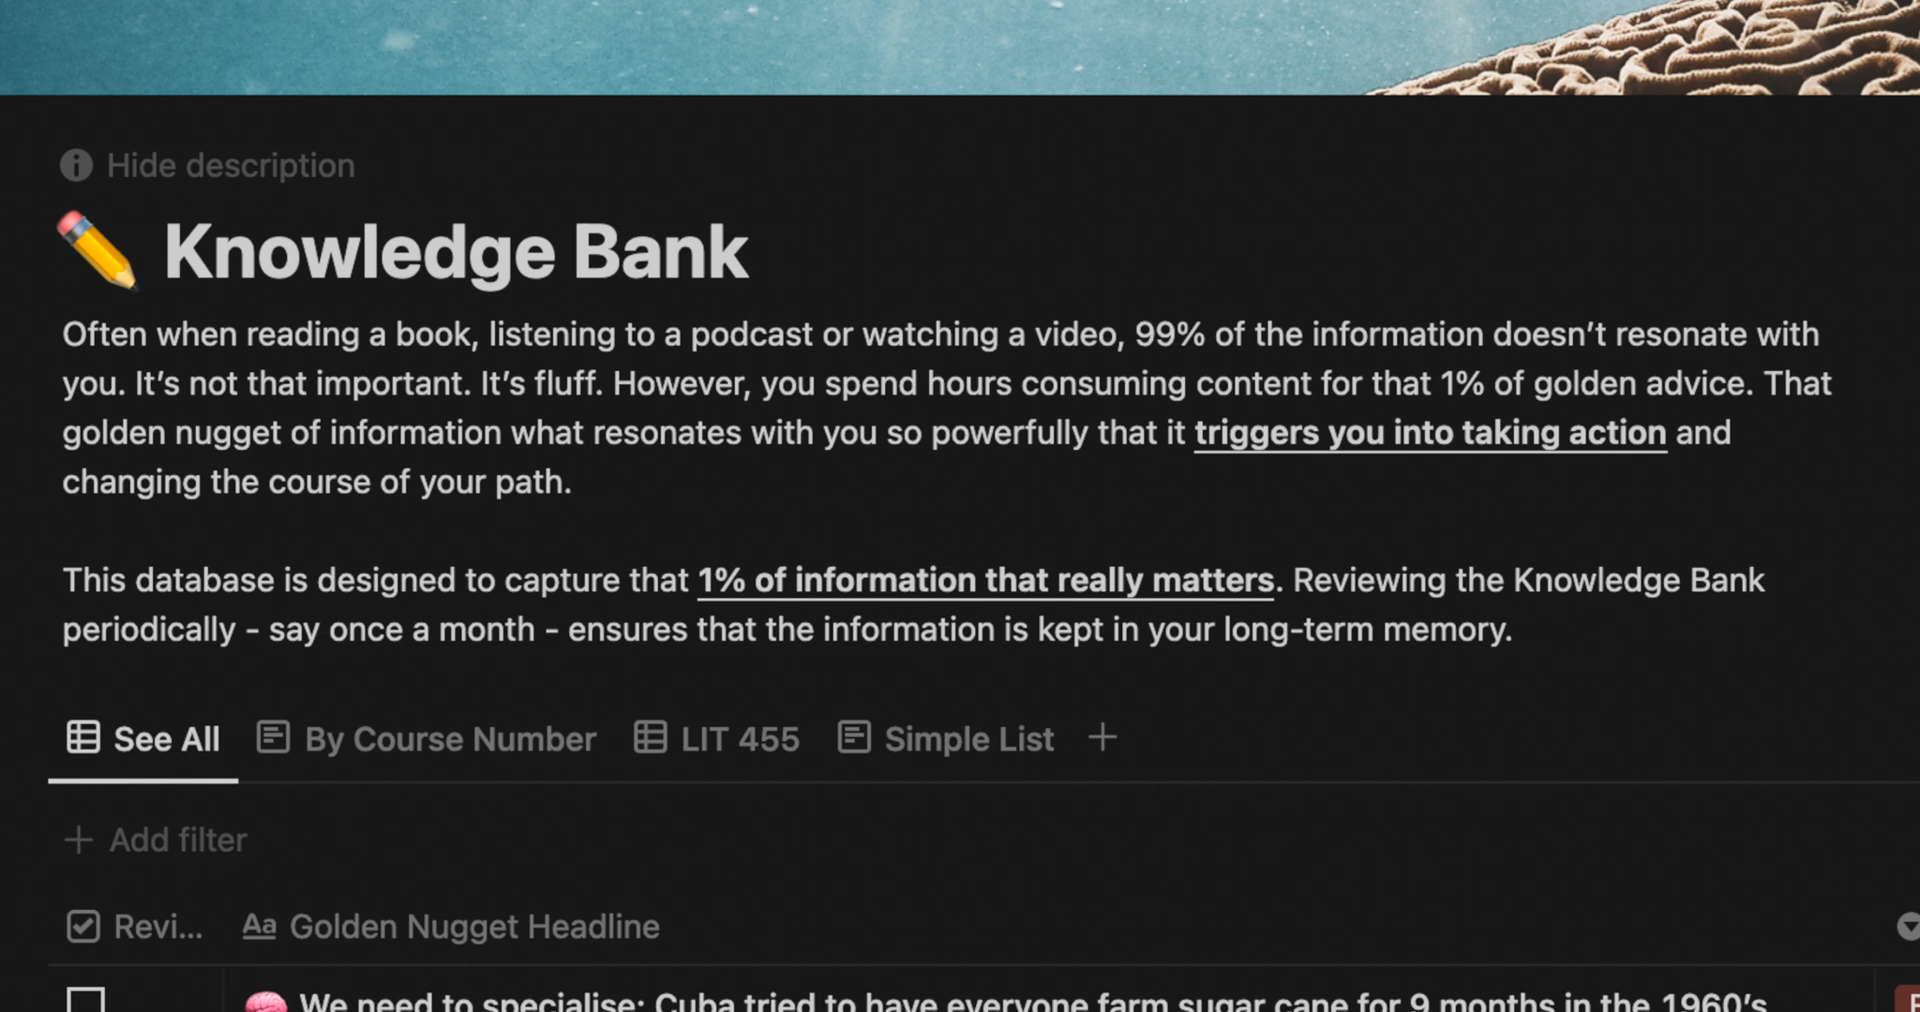 Hide description
Knowledge Bank
Often when reading a book, listening to a podcast or watching a video, 99% of the information doesn’t resonate with
you. It’s not that important. It’s fluff. However, you spend hours consuming content for that 1% of golden advice. That
golden nugget of information what resonates with you so powerfully that it triggers you into taking action and
changing the course of your path.
This database is designed to capture that 1% of information that really matters. Reviewing the Knowledge Bank
periodically - say once a month - ensures that the information is kept in your long-term memory.
See All By Course Number LIT 455 Simple List
Add filter
Revi... Aa Golden Nugget Headline
We need to specialise: Cuba tried to have everyone farm sugar cane for 9 months in the 1960’s